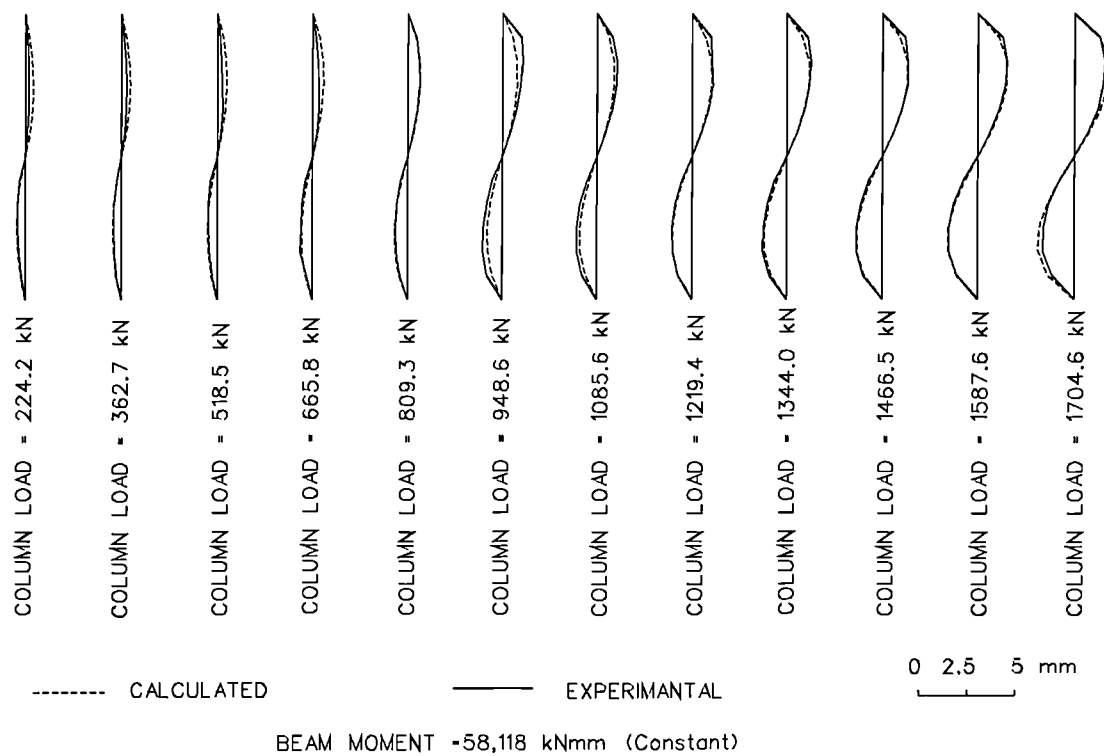 COLUMN LOAD = 224.2 kN
COLUMN LOAD = 362.7 kN
COLUMN LOAD = 518.5 kN
COLUMN LOAD - 665.8 kN
COLUMN LOAD = 809.3 kN
COLUMN LOAD = 948.6 kN
COLUMN LOAD - 1085.6 kN
COLUMN LOAD = 1219.4 kN
COLUMN LOAD - 1344.0 kN
COLUMN LOAD = 1466.5 kN
COLUMN LOAD - 1587.6 kN
COLUMN LOAD = 1704.6 kN
0 2.5 5 mm
CALCULATED
EXPERIMANTAL
BEAM MOMENT -58,118 kNmm (Constant)